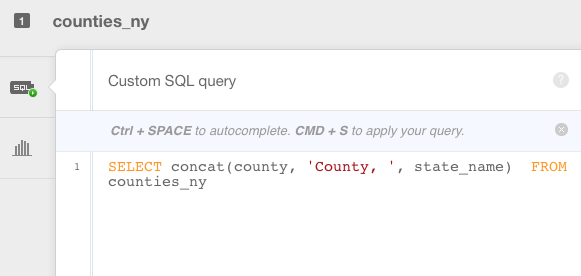 1 counties_ny
SQL
Custom SQL query ?
Ctrl + SPACE to autocomplete. CMD + S to apply your query.
1 SELECT concat(county, 'County, ', state_name)  FROM
counties_ny